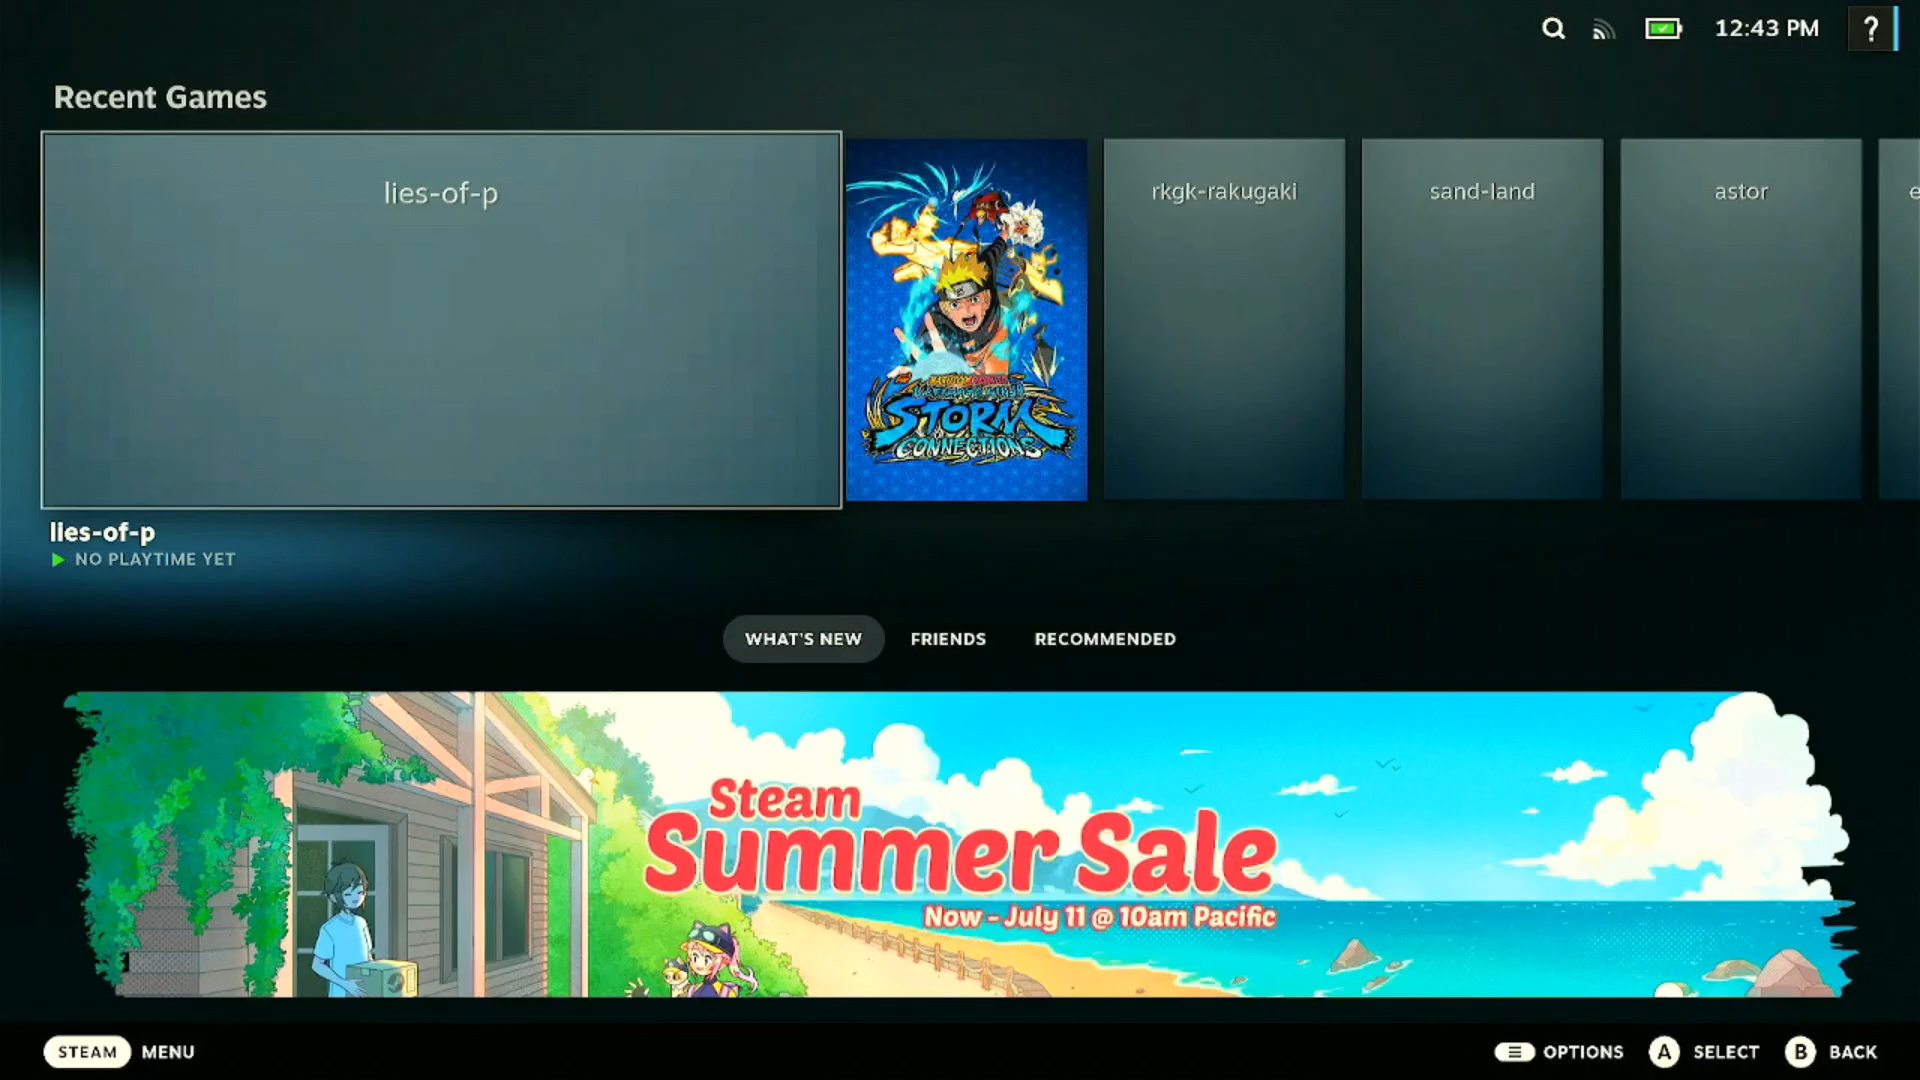 12:43 PM
?
Recent Games
lies-of-p
rkgk-rakugaki
sand-land
astor
e
STORM
CONNECTIONS
lies-of-p
NO PLAYTIME YET
WHAT'S NEW
FRIENDS
RECOMMENDED
Steam
Summer Sale
Now - July 11 @ 10am Pacific
STEAM MENU
OPTIONS
A SELECT
B BACK